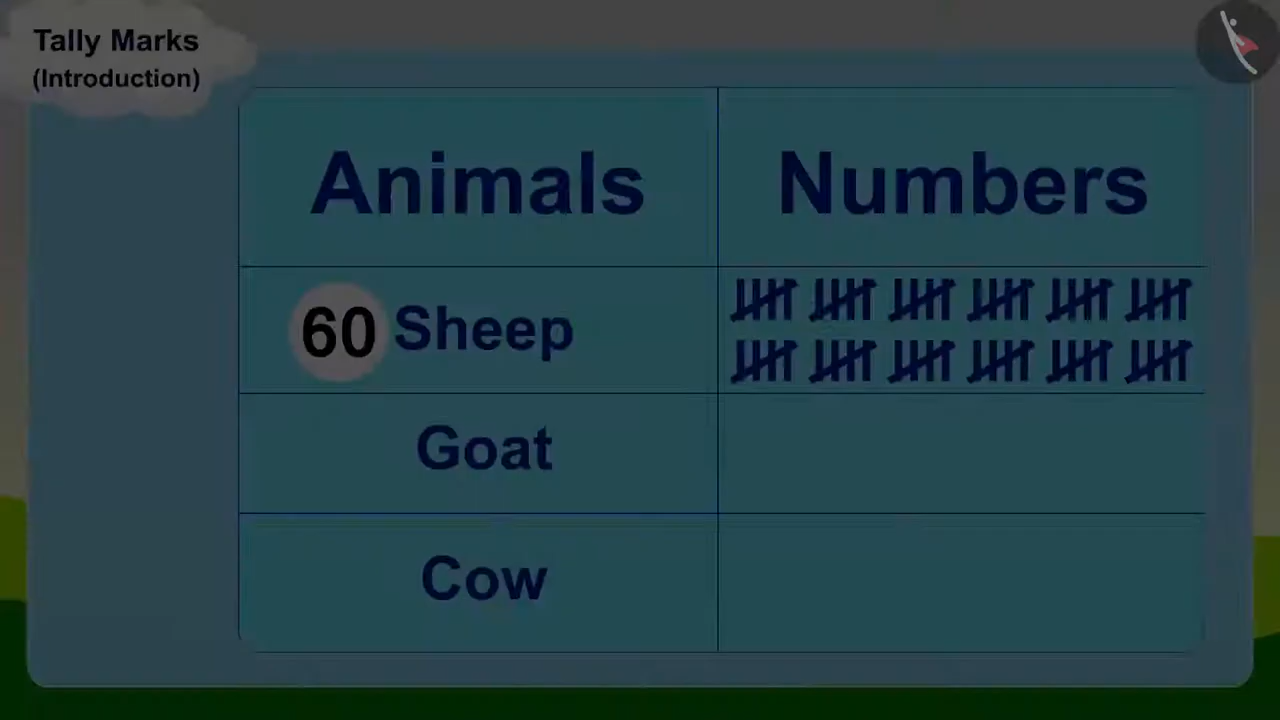 Tally Marks
(Introduction)
Animals Numbers
60 Sheep
Goat
Cow